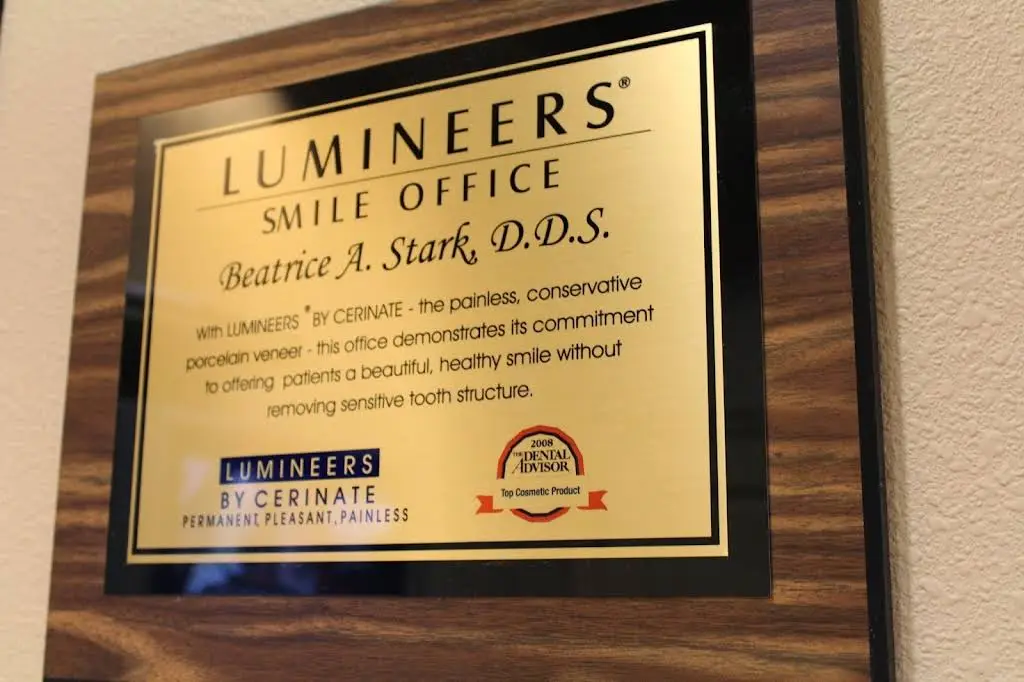 LUMINEERS®
SMILE OFFICE
Beatrice A. Stark, D.D.S.
With LUMINEERS ® BY CERINATE - the painless, conservative
porcelain veneer - this office demonstrates its commitment
to offering patients a beautiful, healthy smile without
removing sensitive tooth structure.
LUMINEERS
BY CERINATE
PERMANENT, PLEASANT, PAINLESS
2008
THE DENTAL
ADVISOR
Top Cosmetic Product